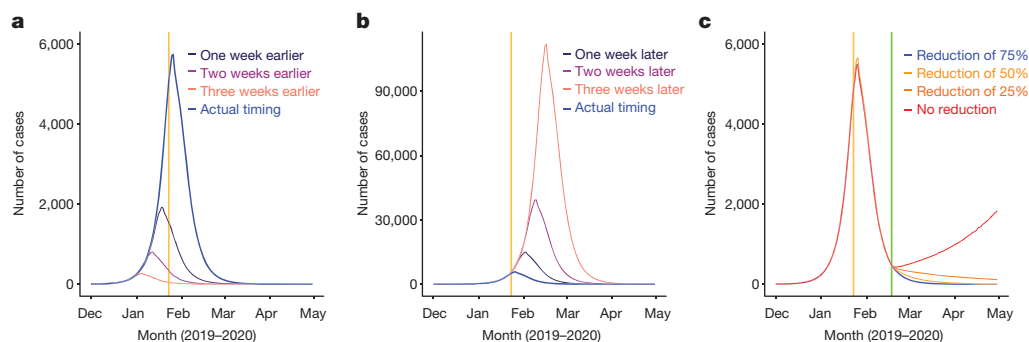 a
6,000
4,000
2,000
0
Number of cases
One week earlier
Two weeks earlier
Three weeks earlier
Actual timing
Dec Jan Feb Mar Apr May
Month (2019–2020)
b
90,000
60,000
30,000
0
Number of cases
One week later
Two weeks later
Three weeks later
Actual timing
Dec Jan Feb Mar Apr May
Month (2019–2020)
c
6,000
4,000
2,000
0
Number of cases
Reduction of 75%
Reduction of 50%
Reduction of 25%
No reduction
Dec Jan Feb Mar Apr May
Month (2019–2020)